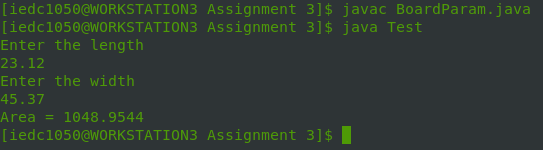 [iedc1050@WORKSTATION3 Assignment 3]$ javac BoardParam.java
[iedc1050@WORKSTATION3 Assignment 3]$ java Test
Enter the length
23.12
Enter the width
45.37
Area = 1048.9544
[iedc1050@WORKSTATION3 Assignment 3]$